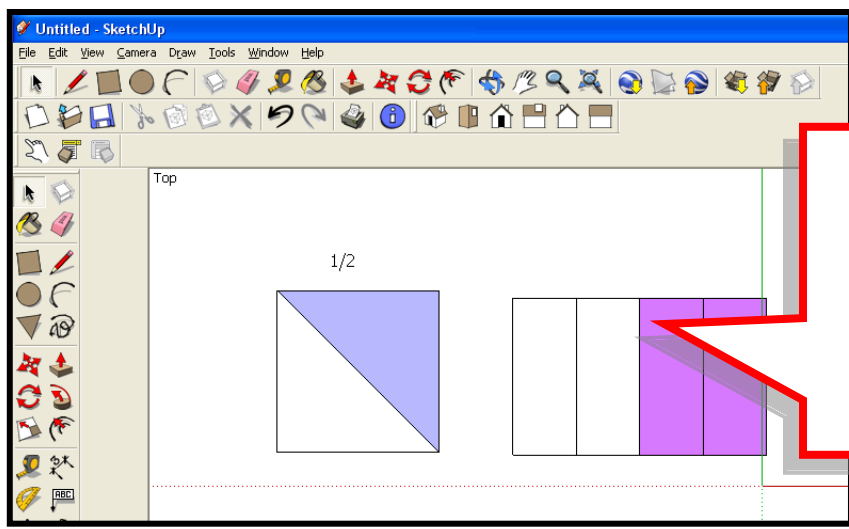 Untitled - SketchUp
File Edit View Camera Draw Tools Window Help
Top
1/2
ABC